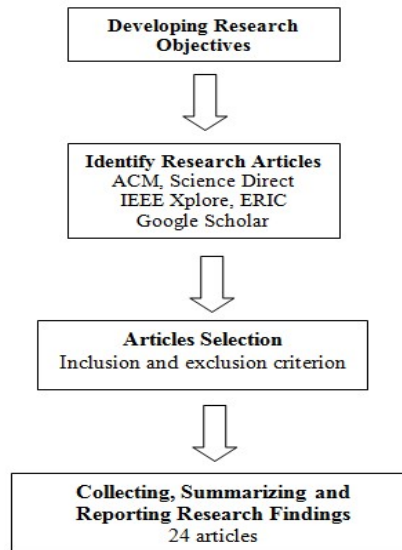 Developing Research
Objectives
Identify Research Articles
ACM, Science Direct
IEEE Xplore, ERIC
Google Scholar
Articles Selection
Inclusion and exclusion criterion
Collecting, Summarizing and
Reporting Research Findings
24 articles